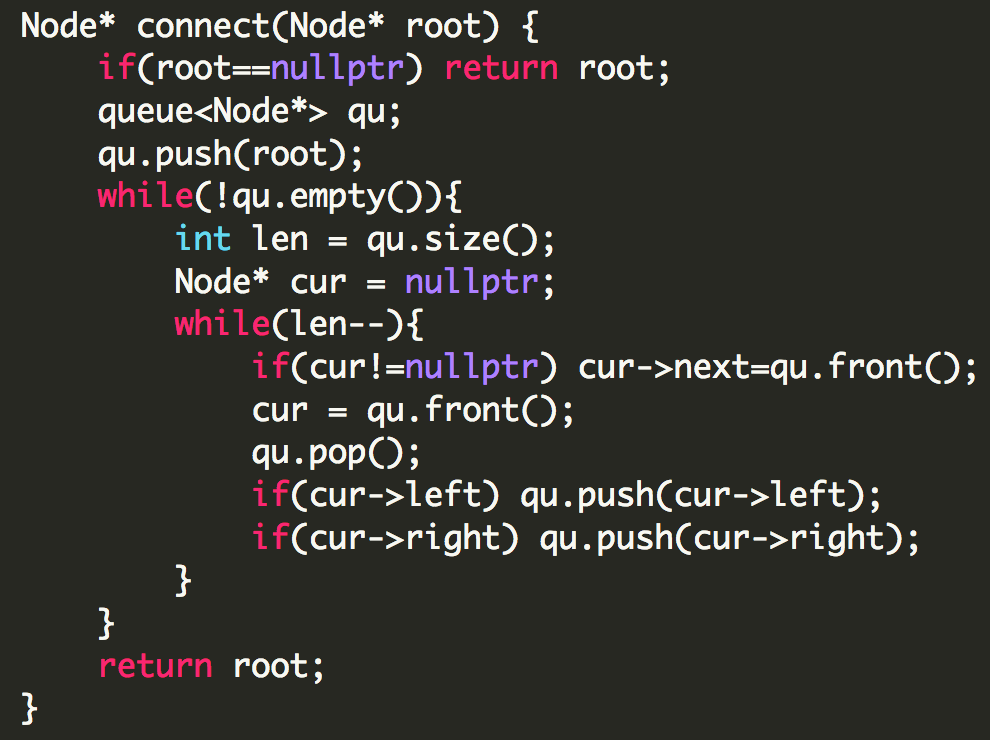 Node* connect(Node* root) {
    if(root==nullptr) return root;
    queue<Node*> qu;
    qu.push(root);
    while(!qu.empty()){
        int len = qu.size();
        Node* cur = nullptr;
        while(len--){
            if(cur!=nullptr) cur->next=qu.front();
            cur = qu.front();
            qu.pop();
            if(cur->left) qu.push(cur->left);
            if(cur->right) qu.push(cur->right);
        }
    }
    return root;
}